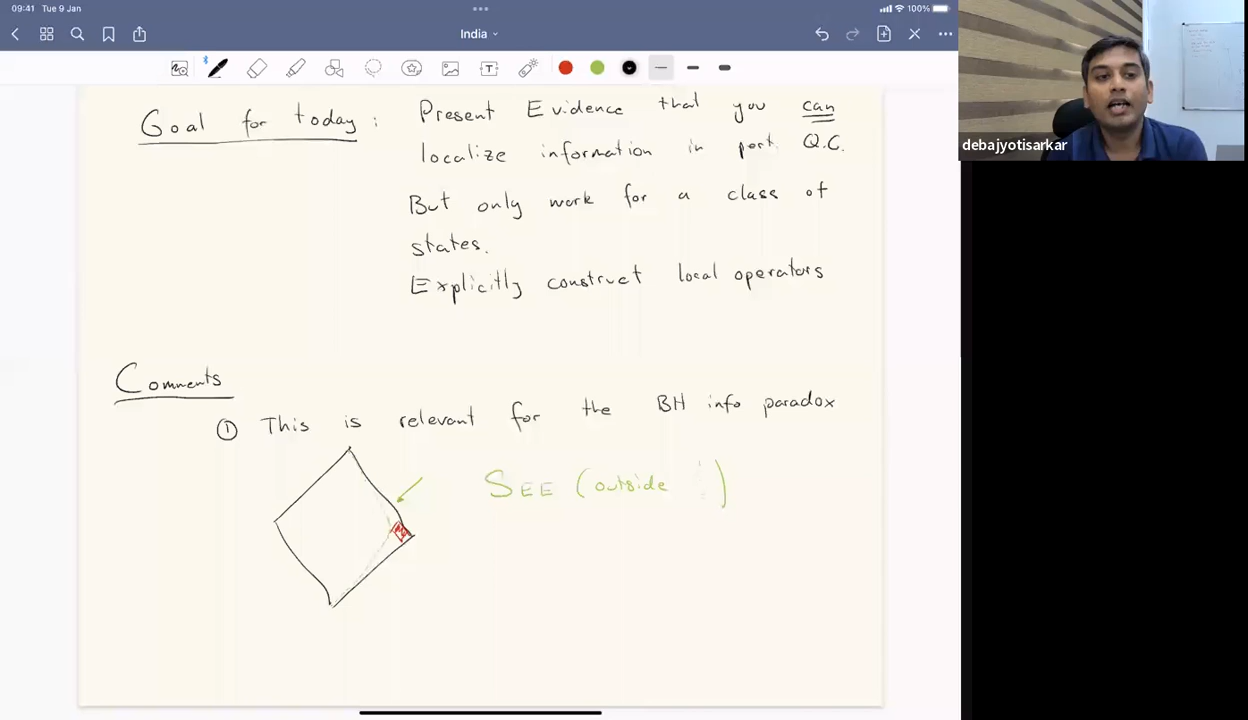 09:41 Tue 9 Jan
100%
India
debajyotisarkar
Goal for today: Present Evidence that you can
localize information in pert. Q.G.
But only work for a class of
states.
Explicitly construct local operators
Comments
① This is relevant for the BH info paradox
SEE (outside )